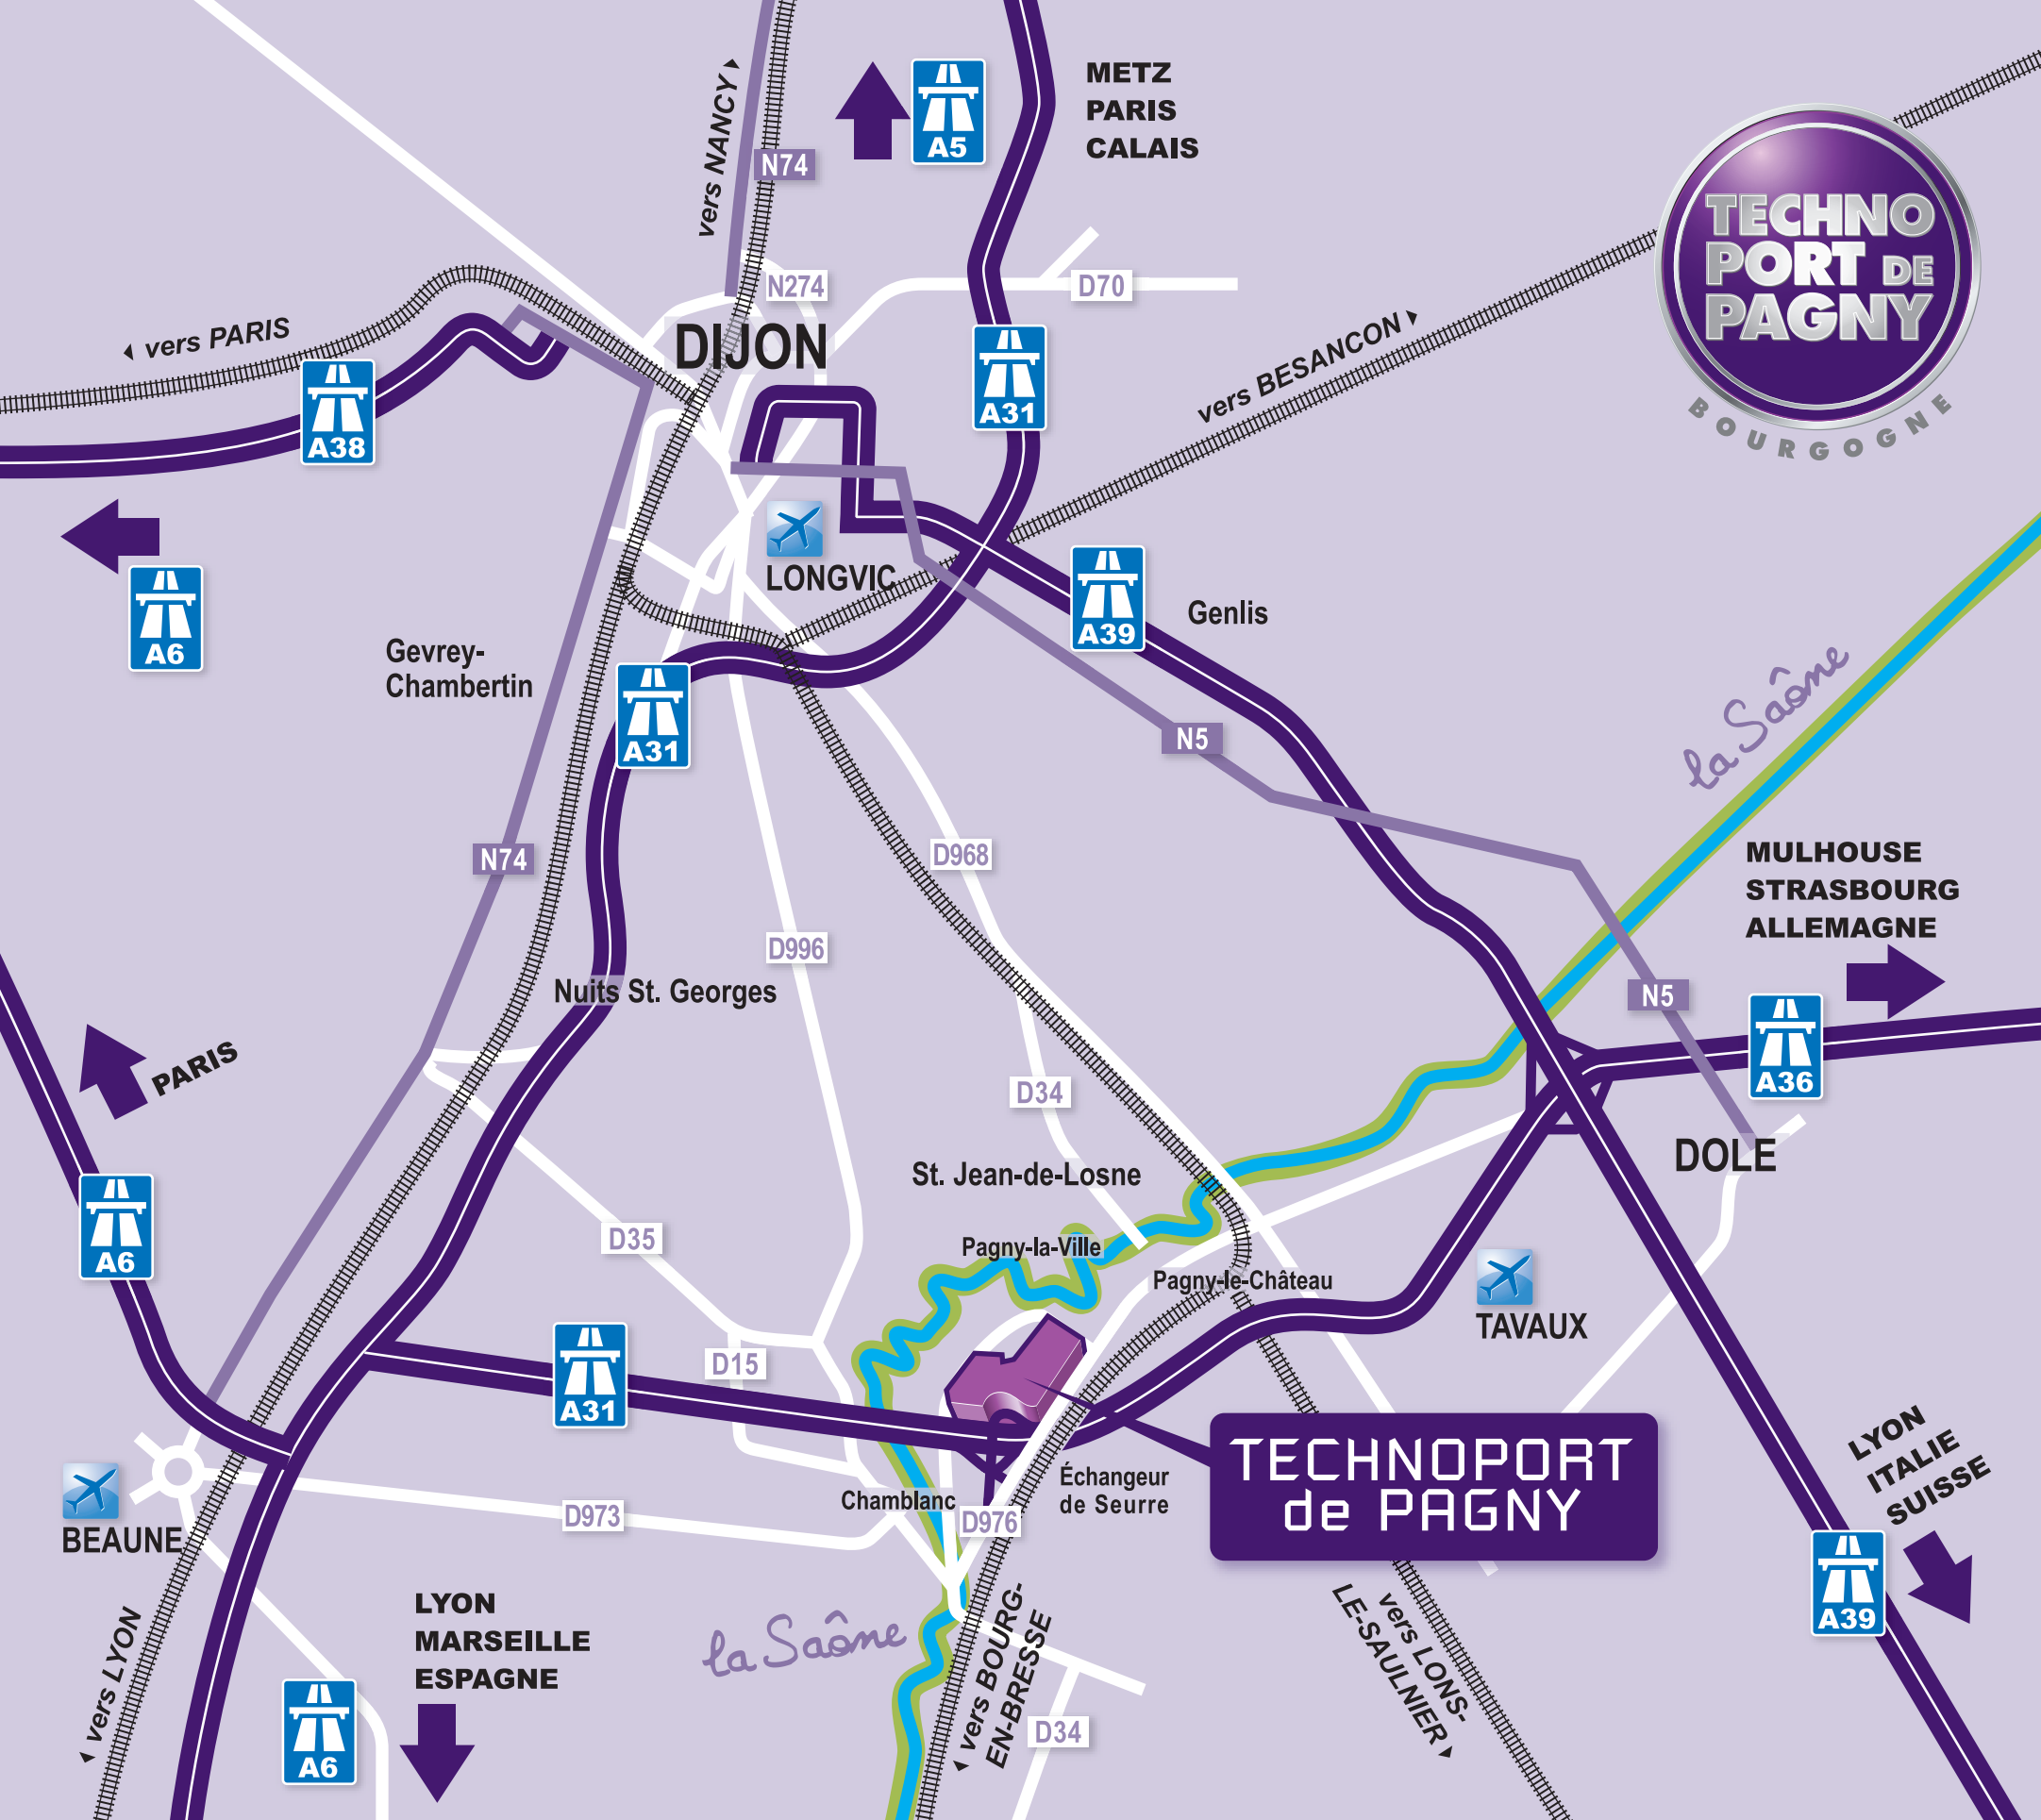 METZ
PARIS
CALAIS
A5
vers NANCY
N74
TECHNO
PORT DE
PAGNY
BOURGOGNE
N274
D70
vers PARIS
DIJON
A31
vers BESANCON
A38
LONGVIC
A39
Genlis
A6
Gevrey-
Chambertin
A31
la Saône
N5
N74
D968
MULHOUSE
STRASBOURG
ALLEMAGNE
D996
Nuits St. Georges
N5
A36
PARIS
D34
DOLE
St. Jean-de-Losne
A6
D35
Pagny-la-Ville
Pagny-le-Château
TAVAUX
D15
A31
TECHNOPORT
de PAGNY
LYON
ITALIE
SUISSE
Échangeur
de Seurre
Chamblanc
D976
D973
BEAUNE
LYON
MARSEILLE
ESPAGNE
la Saône
A39
vers LYON
vers BOURG-
EN-BRESSE
vers LONS-
LE-SAULNIER
D34
A6